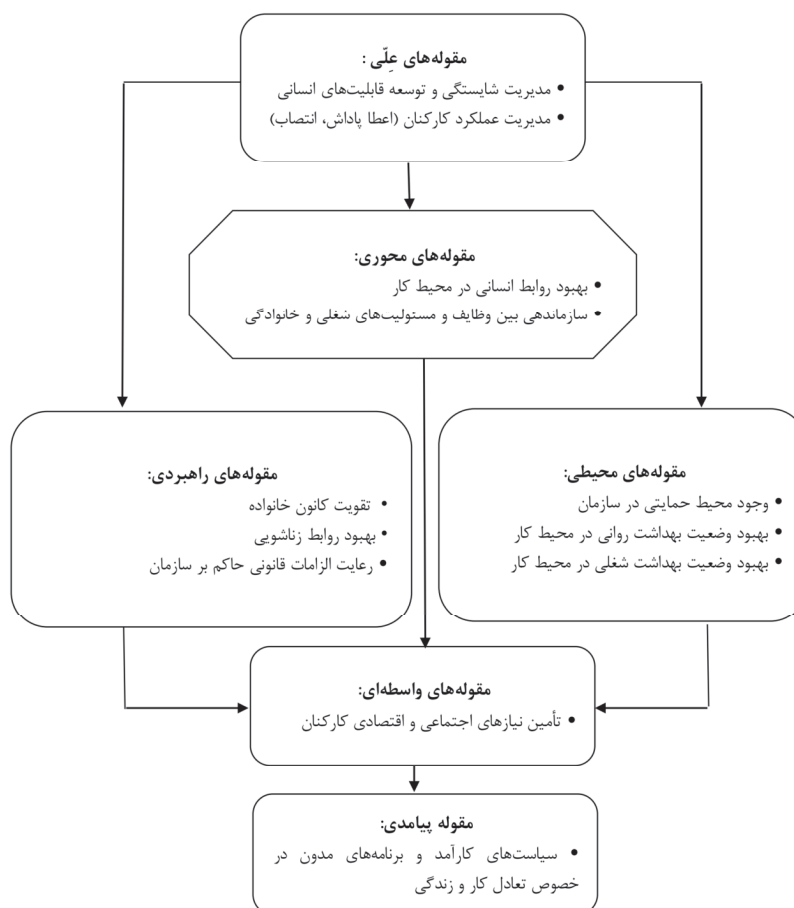 مقوله‌های عِلّی :
• مدیریت شایستگی و توسعه قابلیت‌های انسانی
• مدیریت عملکرد کارکنان (اعطا پاداش، انتصاب)
مقوله‌های محوری:
• بهبود روابط انسانی در محیط کار
• سازماندهی بین وظایف و مسئولیت‌های شغلی و خانوادگی
مقوله‌های محیطی:
• وجود محیط حمایتی در سازمان
• بهبود وضعیت بهداشت روانی در محیط کار
• بهبود وضعیت بهداشت شغلی در محیط کار
مقوله‌های راهبردی:
• تقویت کانون خانواده
• بهبود روابط زناشویی
• رعایت الزامات قانونی حاکم بر سازمان
مقوله‌های واسطه‌ای:
• تأمین نیازهای اجتماعی و اقتصادی کارکنان
مقوله پیامدی:
• سیاست‌های کارآمد و برنامه‌های مدون در
خصوص تعادل کار و زندگی